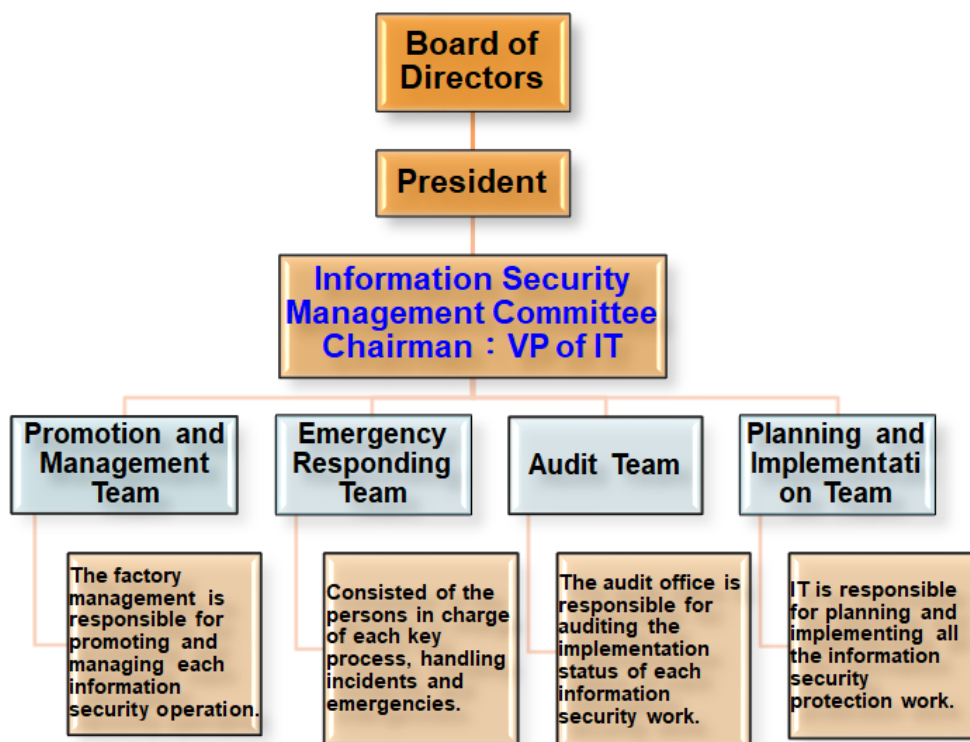 Board of
Directors
President
Information Security
Management Committee
Chairman：VP of IT
Promotion and
Management
Team
Emergency
Responding
Team
Audit Team
Planning and
Implementati
on Team
The factory
management is
responsible for
promoting and
managing each
information
security operation.
Consisted of the
persons in charge
of each key
process, handling
incidents and
emergencies.
The audit office is
responsible for
auditing the
implementation
status of each
information
security work.
IT is responsible
for planning and
implementing all
the information
security
protection work.